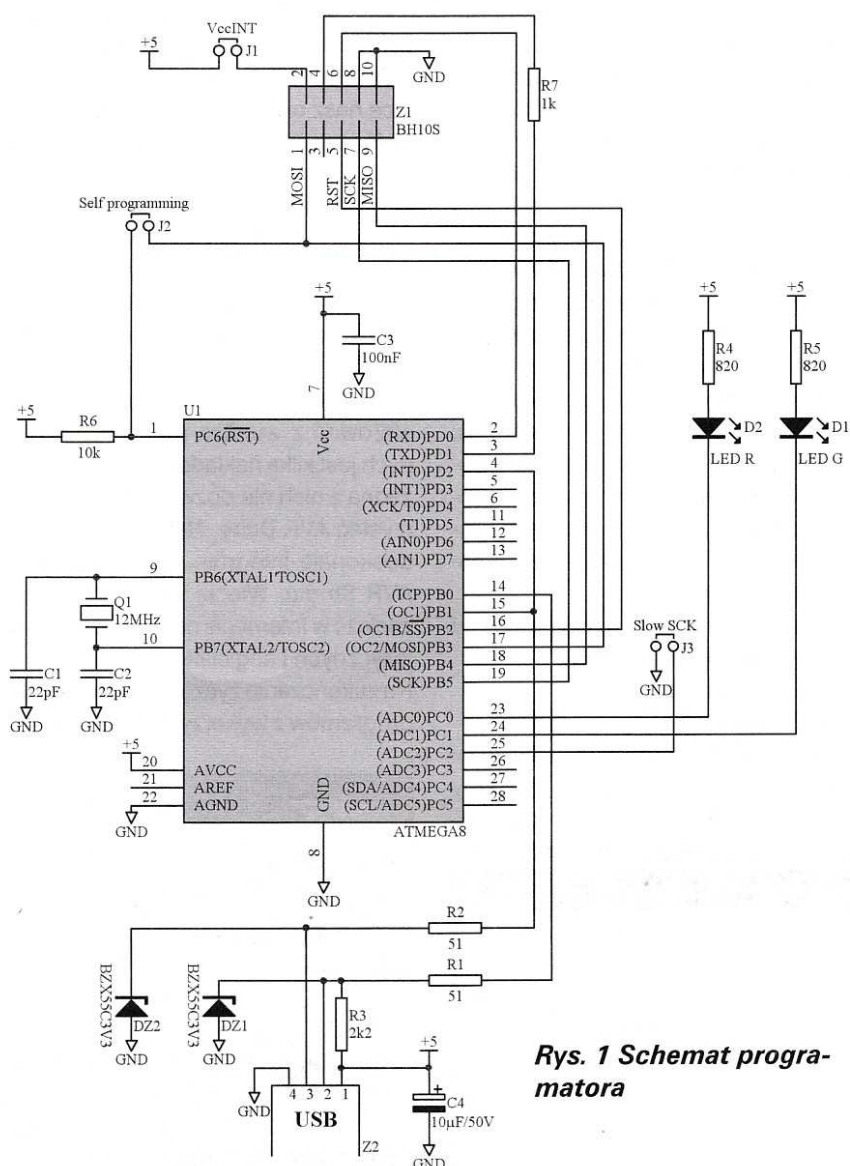 VccINT
+5
J1
2
4
6
8
10
GND
R7
1k
Z1
BH10S
1
3
5
7
9
MOSI
RST
SCK
MISO
Self programming
J2
+5
C3
100nF
GND
7
+5
R4
820
D2
LED R
+5
R5
820
D1
LED G
U1
+5
R6
10k
1
PC6(RST)
Vcc
(RXD)PD0
2
(TXD)PD1
3
(INT0)PD2
4
(INT1)PD3
5
(XCK/T0)PD4
6
(T1)PD5
11
(AIN0)PD6
12
(AIN1)PD7
13
9
PB6(XTAL1'TOSC1)
Q1
12MHz
10
PB7(XTAL2/TOSC2)
C1
22pF
GND
C2
22pF
GND
(ICP)PB0
14
(OC1)PB1
15
(OC1B/SS)PB2
16
(OC2/MOSI)PB3
17
(MISO)PB4
18
(SCK)PB5
19
Slow SCK
J3
GND
(ADC0)PC0
23
(ADC1)PC1
24
(ADC2)PC2
25
(ADC3)PC3
26
(SDA/ADC4)PC4
27
(SCL/ADC5)PC5
28
+5
20
AVCC
21
AREF
22
AGND
GND
GND
ATMEGA8
8
GND
R2
51
R1
51
BZX55C3V3
DZ2
GND
BZX55C3V3
DZ1
GND
R3
2k2
+5
GND
4 3 2 1
USB
Z2
C4
10µF/50V
GND
Rys. 1 Schemat progra-
matora